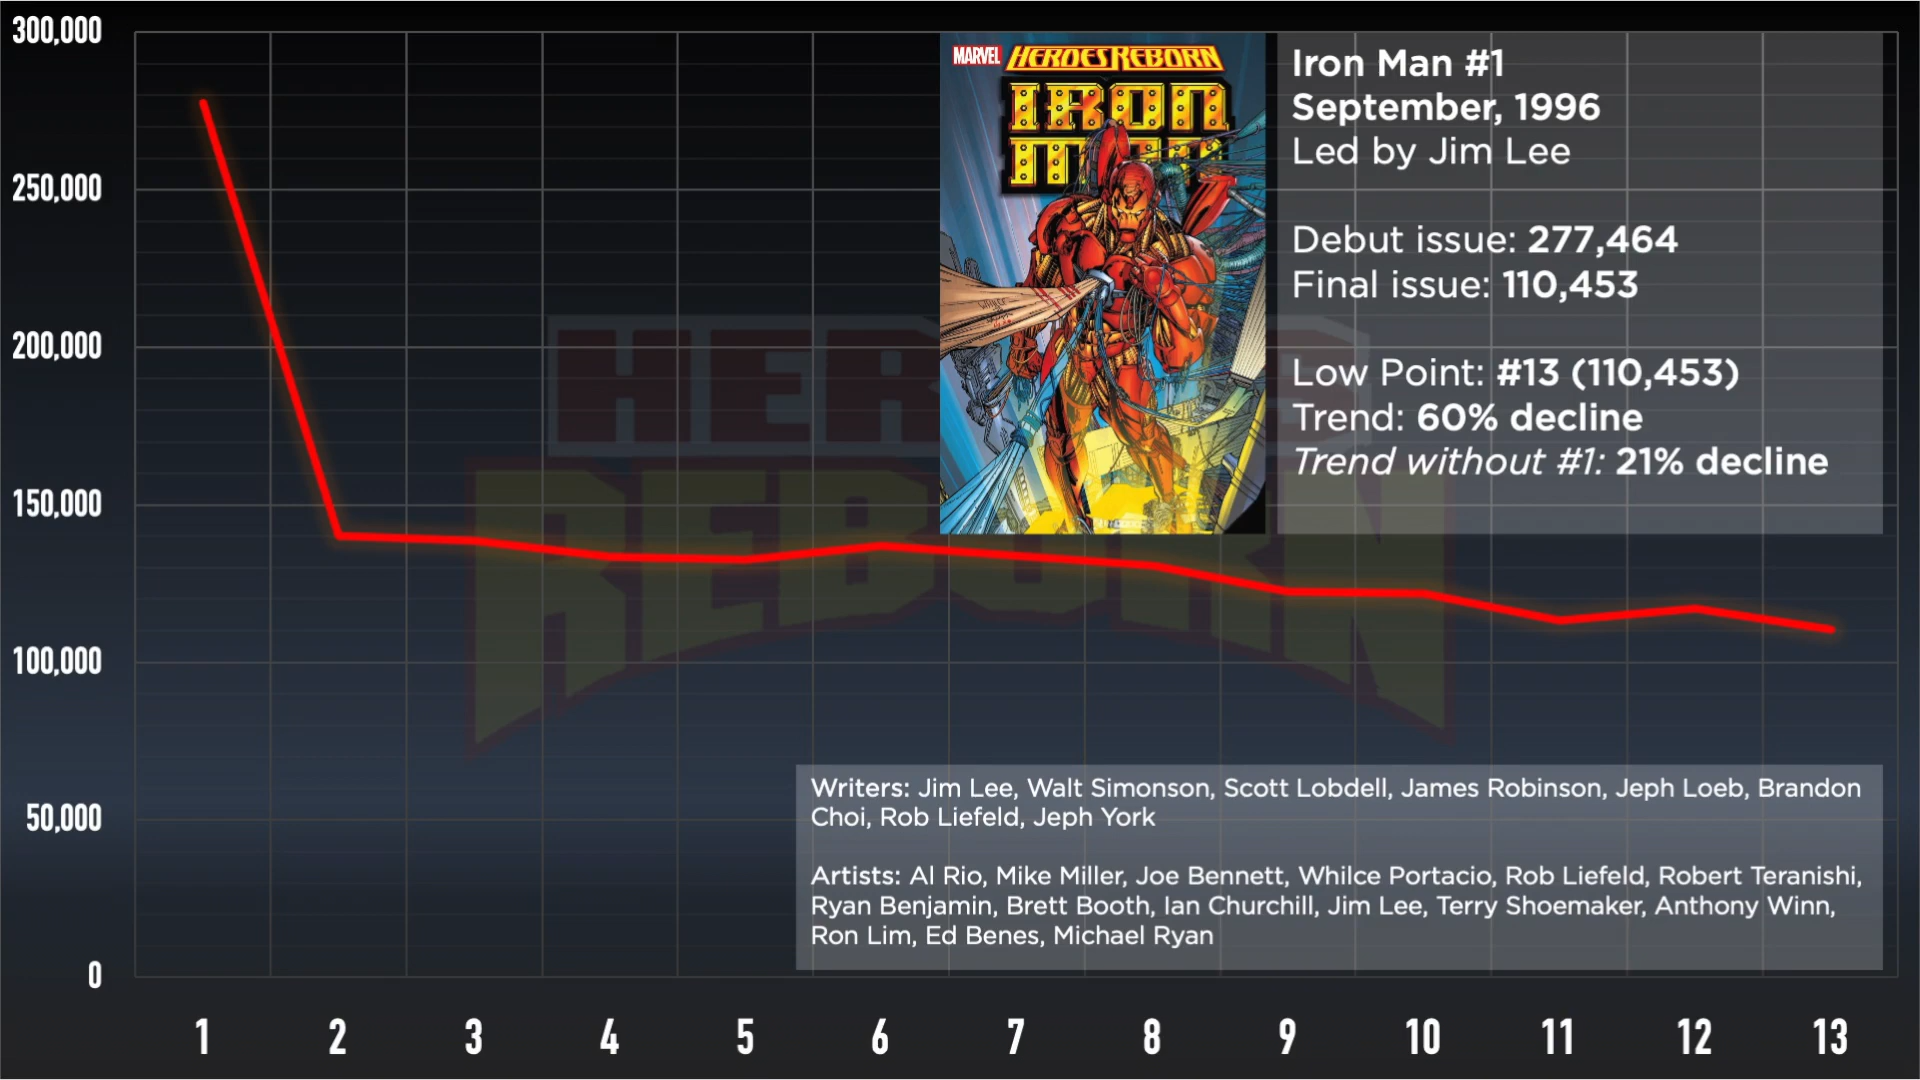 300,000
250,000
200,000
150,000
100,000
50,000
0
MARVEL HEROES REBORN
IRON
MAN
Iron Man #1
September, 1996
Led by Jim Lee
Debut issue: 277,464
Final issue: 110,453
Low Point: #13 (110,453)
Trend: 60% decline
Trend without #1: 21% decline
HEROES
REBORN
Writers: Jim Lee, Walt Simonson, Scott Lobdell, James Robinson, Jeph Loeb, Brandon
Choi, Rob Liefeld, Jeph York
Artists: Al Rio, Mike Miller, Joe Bennett, Whilce Portacio, Rob Liefeld, Robert Teranishi,
Ryan Benjamin, Brett Booth, Ian Churchill, Jim Lee, Terry Shoemaker, Anthony Winn,
Ron Lim, Ed Benes, Michael Ryan
1 2 3 4 5 6 7 8 9 10 11 12 13